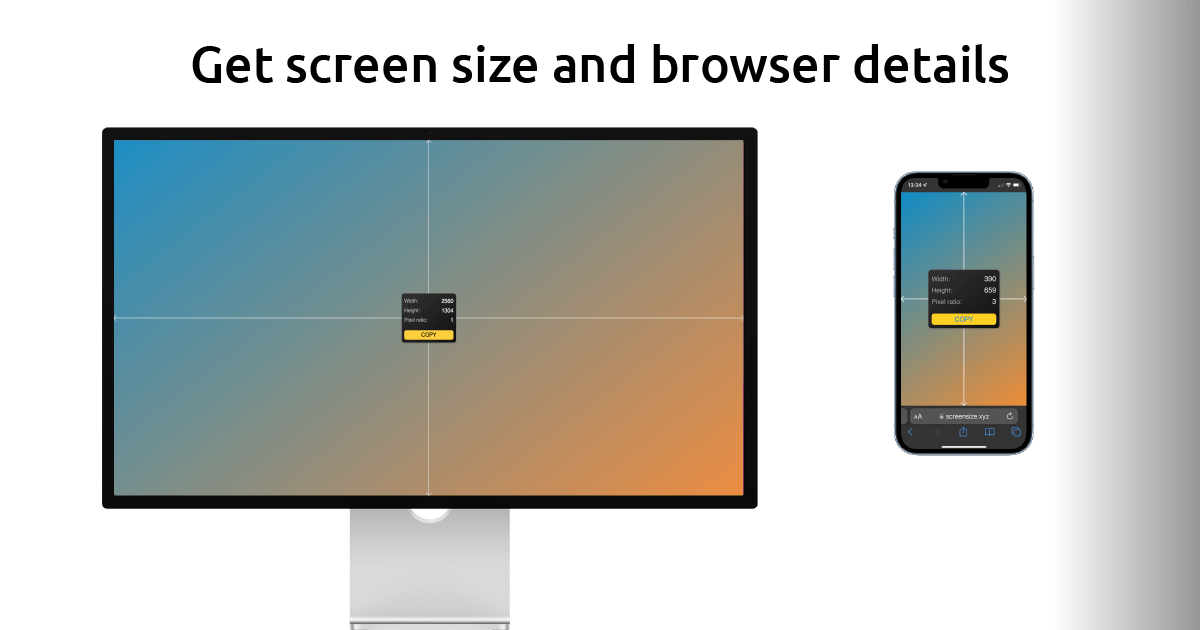 Get screen size and browser details
Width: 2560
Height: 1304
Pixel ratio: 1
COPY
13:34
Width: 390
Height: 659
Pixel ratio: 3
COPY
AA screensize.xyz